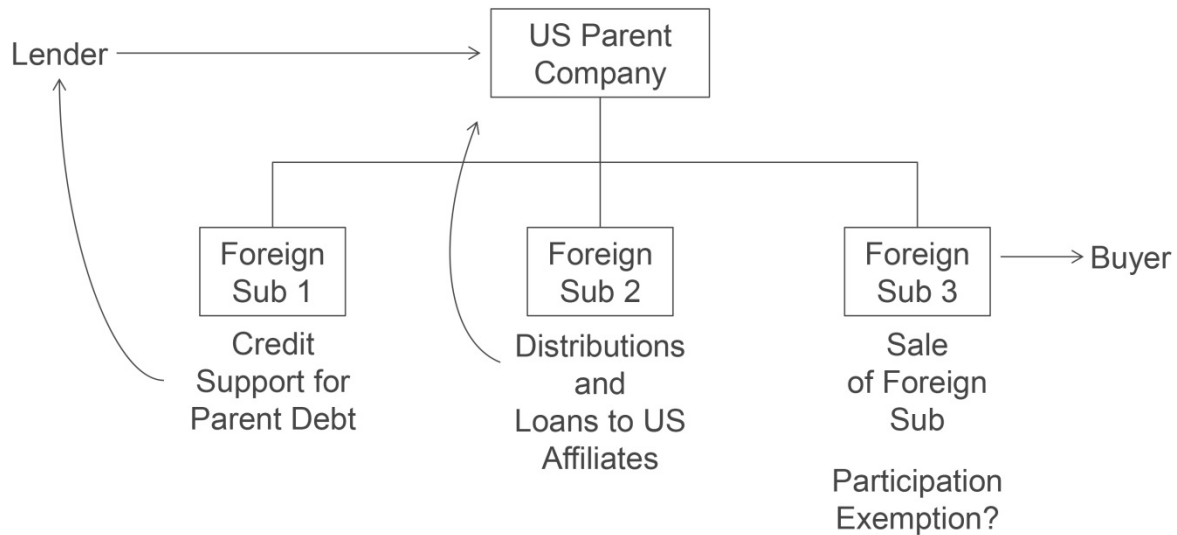 Lender
US Parent
Company
Foreign
Sub 1
Credit
Support for
Parent Debt
Foreign
Sub 2
Distributions
and
Loans to US
Affiliates
Foreign
Sub 3
Buyer
Sale
of Foreign
Sub
Participation
Exemption?